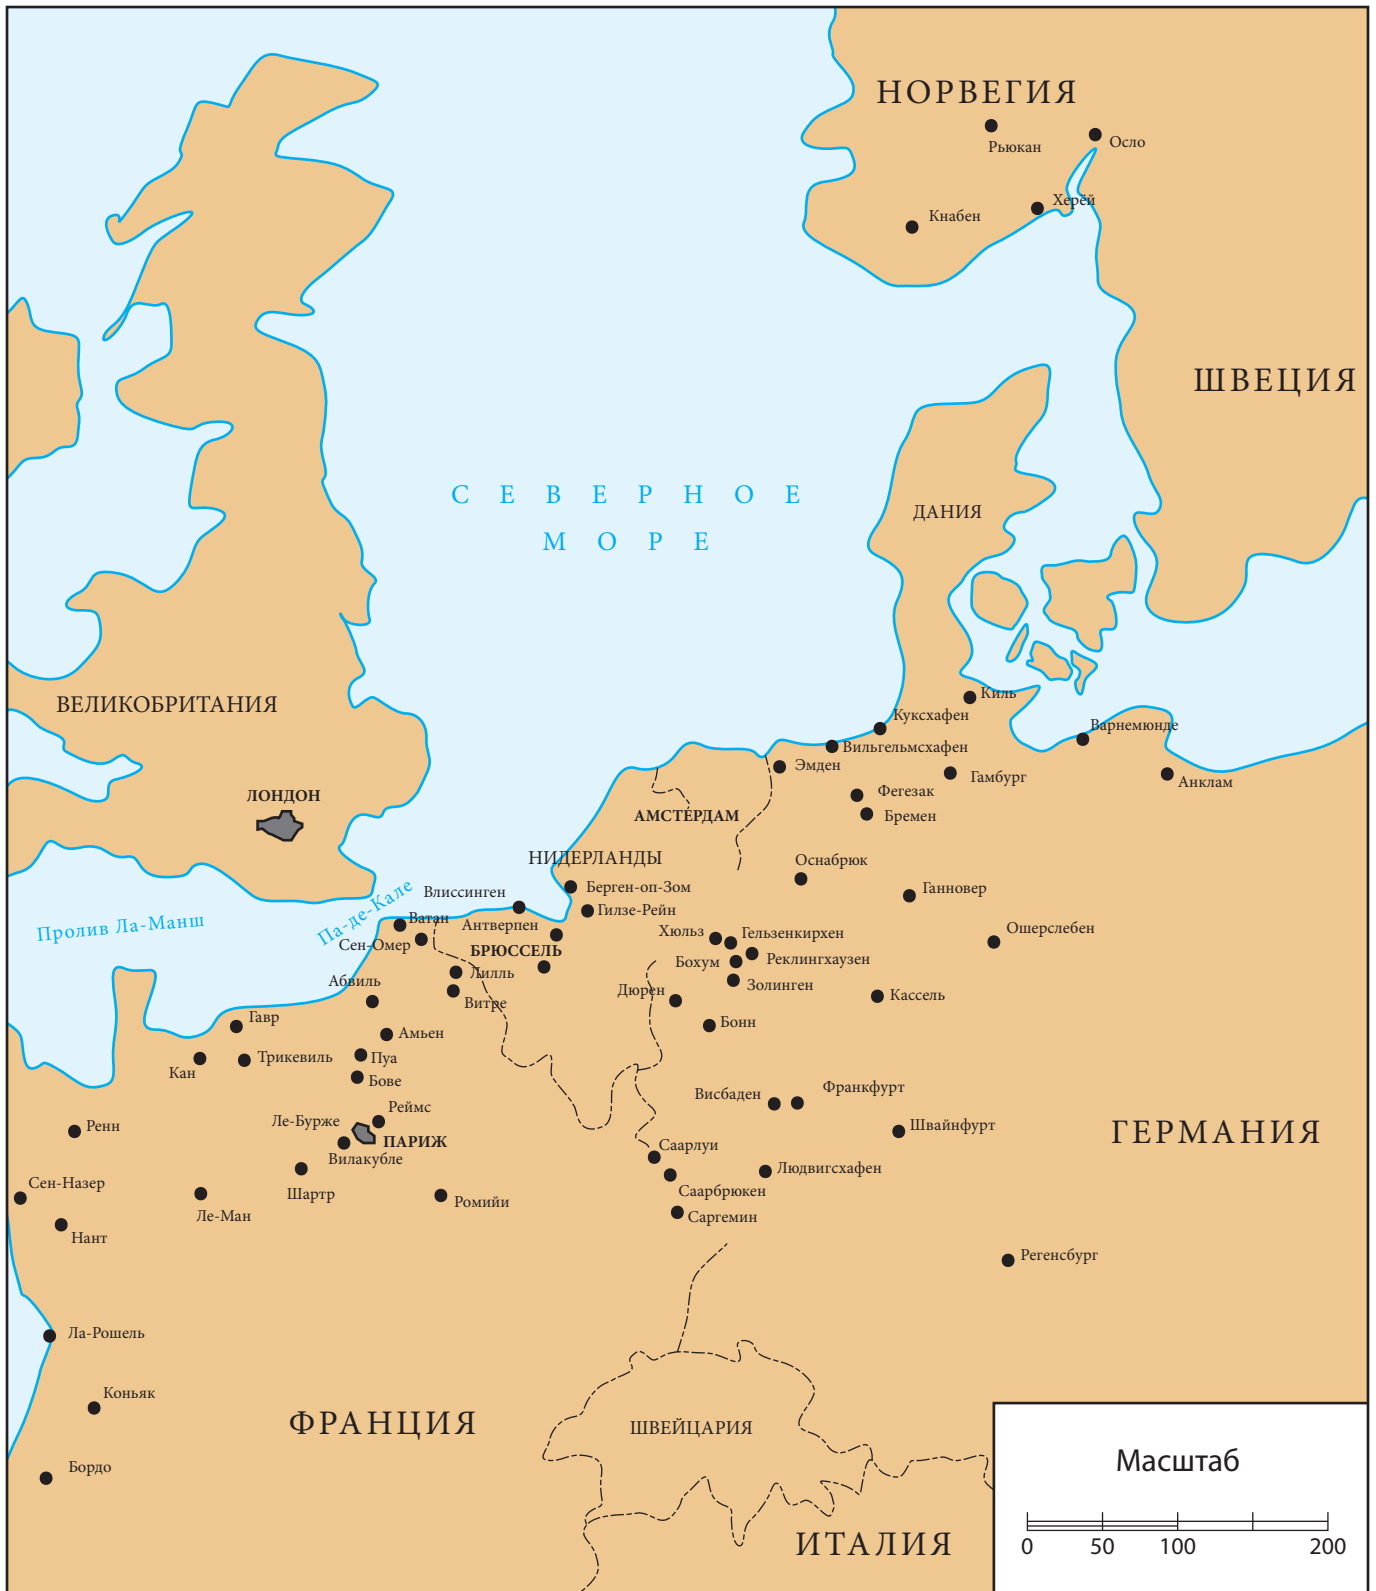 НОРВЕГИЯ
Рьюкан
Осло
Херёй
Кнабен
ШВЕЦИЯ
СЕВЕРНОЕ
МОРЕ
ДАНИЯ
Киль
ВЕЛИКОБРИТАНИЯ
Куксхафен
Варнемюнде
Вильгельмсхафен
Эмден
Гамбург
Анклам
ЛОНДОН
Фегезак
АМСТЕРДАМ
Бремен
НИДЕРЛАНДЫ
Оснабрюк
Берген-оп-Зом
Ганновер
Влиссинген
Па-де-Кале
Пролив Ла-Манш
Ватан
Антверпен
Гилзе-Рейн
Хюльз
Гельзенкирхен
Ошерслебен
Сен-Омер
БРЮССЕЛЬ
Бохум
Реклингхаузен
Лилль
Абвиль
Дюрен
Золинген
Кассель
Витре
Гавр
Амьен
Бонн
Трикевиль
Пуа
Кан
Бове
Висбаден
Франкфурт
Реймс
Ле-Бурже
Ренн
ПАРИЖ
Швайнфурт
ГЕРМАНИЯ
Вилакубле
Саарлуи
Людвигсхафен
Сен-Назер
Шартр
Саарбрюкен
Ромийи
Ле-Ман
Саргемин
Нант
Регенсбург
Ла-Рошель
Коньяк
ФРАНЦИЯ
ШВЕЙЦАРИЯ
Бордо
Масштаб
ИТАЛИЯ
0 50 100 200